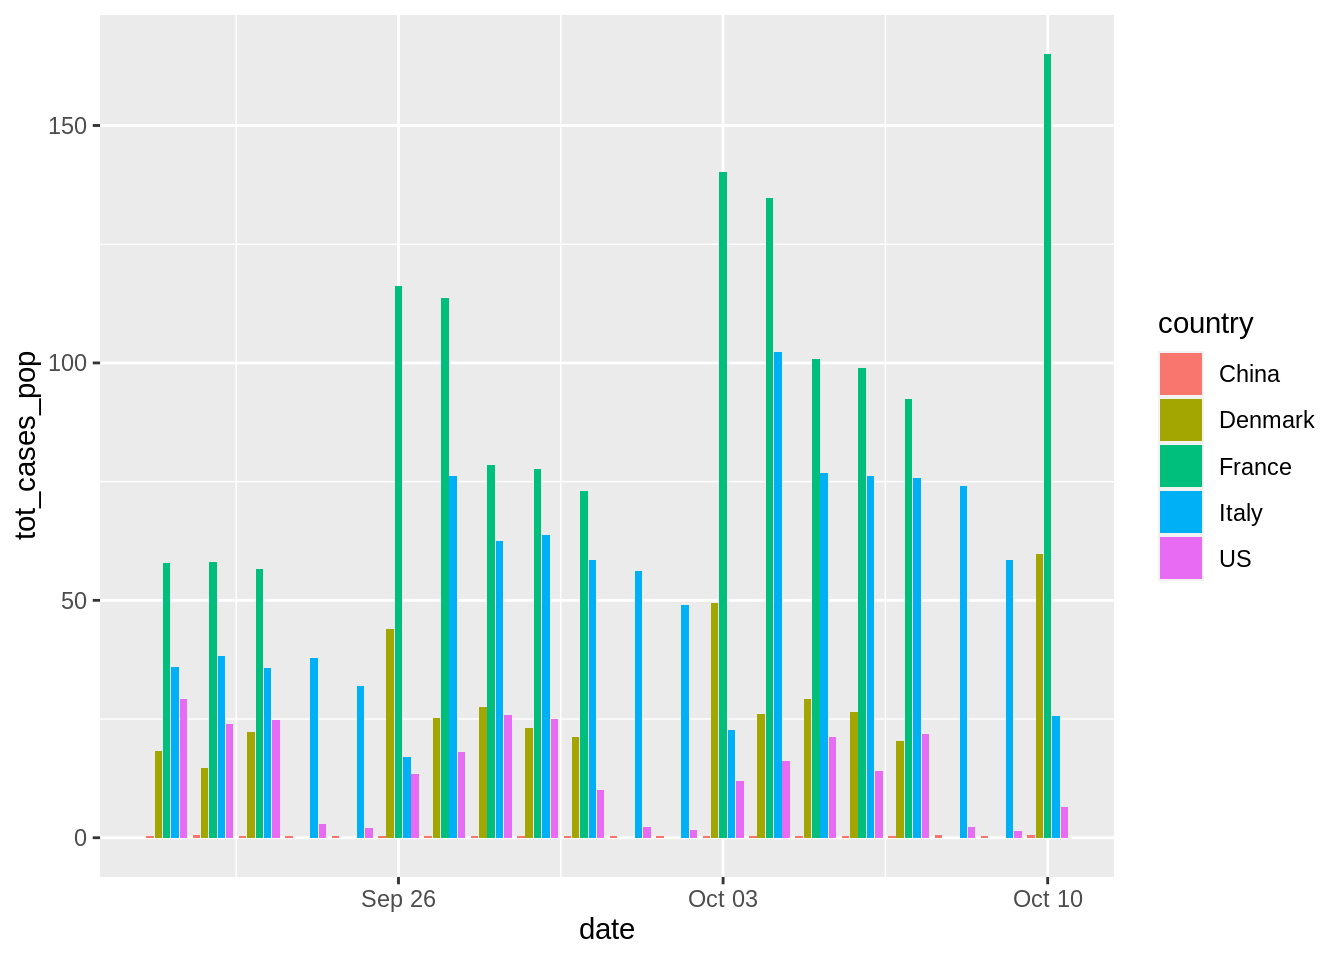 tot_cases_pop
150
100
50
0
Sep 26
Oct 03
Oct 10
date
country
China
Denmark
France
Italy
US